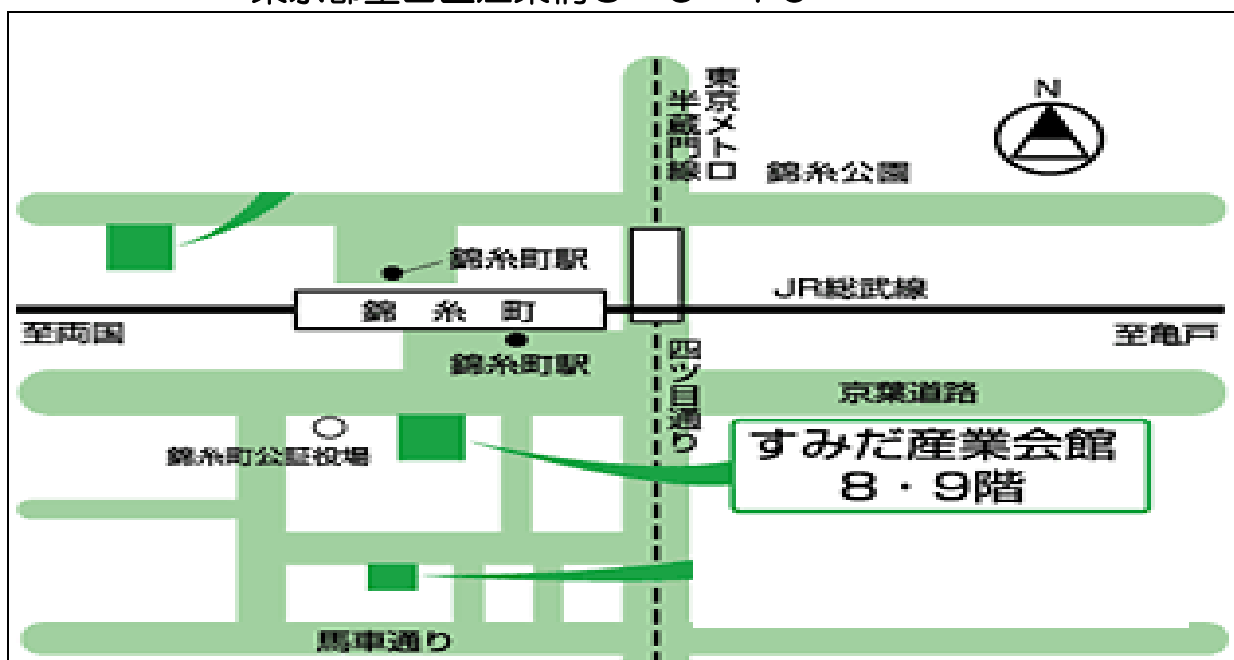 N
東京メトロ
半蔵門線
錦糸公園
錦糸町駅
JR総武線
錦糸町
至両国
至亀戸
錦糸町駅
四ツ目通り
京葉道路
錦糸町公証役場
すみだ産業会館
8・9階
馬車通り